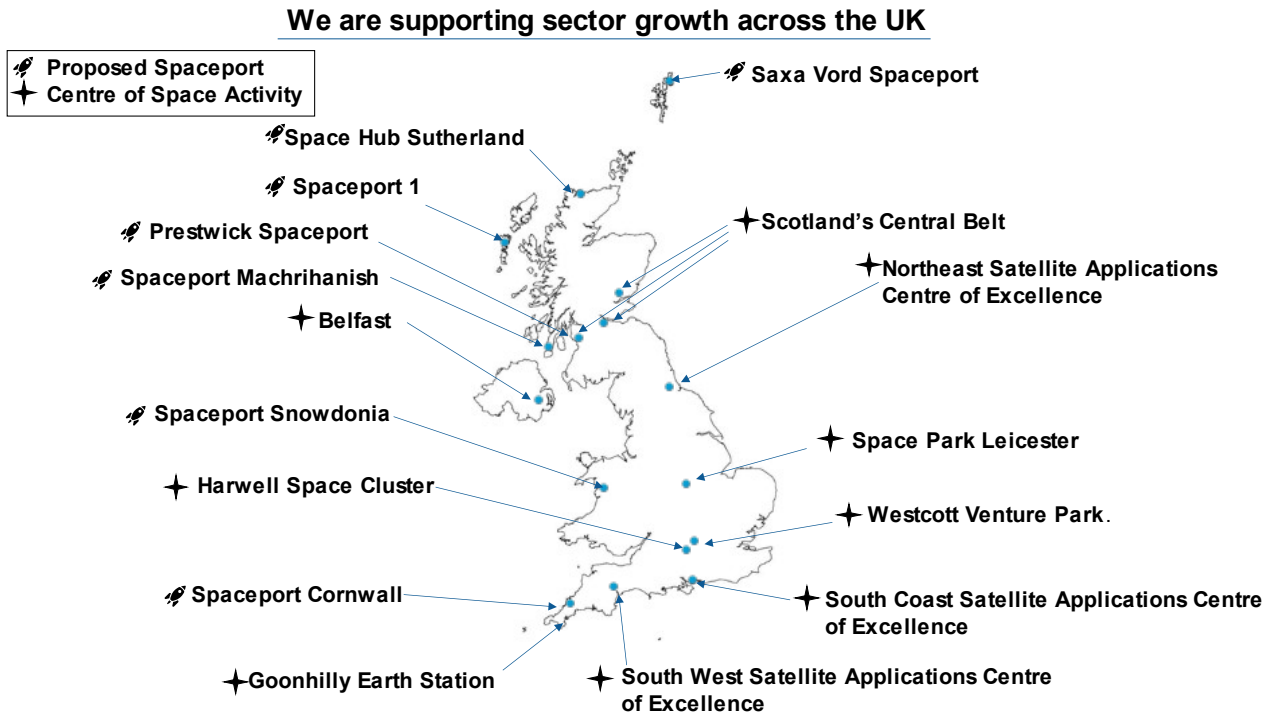 We are supporting sector growth across the UK
Proposed Spaceport
Centre of Space Activity
Saxa Vord Spaceport
Space Hub Sutherland
Spaceport 1
Scotland’s Central Belt
Prestwick Spaceport
Northeast Satellite Applications
Centre of Excellence
Spaceport Machrihanish
Belfast
Spaceport Snowdonia
Space Park Leicester
Harwell Space Cluster
Westcott Venture Park.
Spaceport Cornwall
South Coast Satellite Applications Centre
of Excellence
Goonhilly Earth Station
South West Satellite Applications Centre
of Excellence